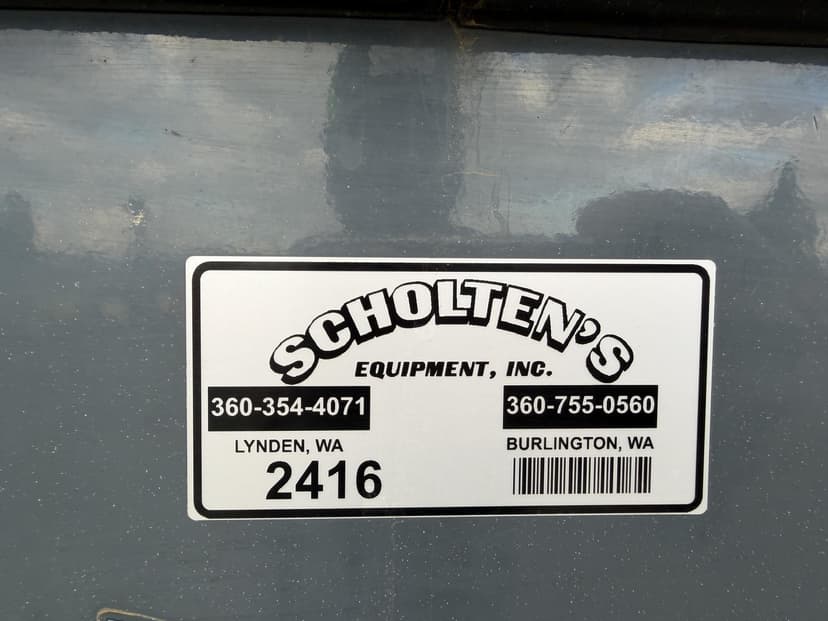 SCHOLTEN'S
EQUIPMENT, INC.
360-354-4071 360-755-0560
LYNDEN, WA BURLINGTON, WA
2416